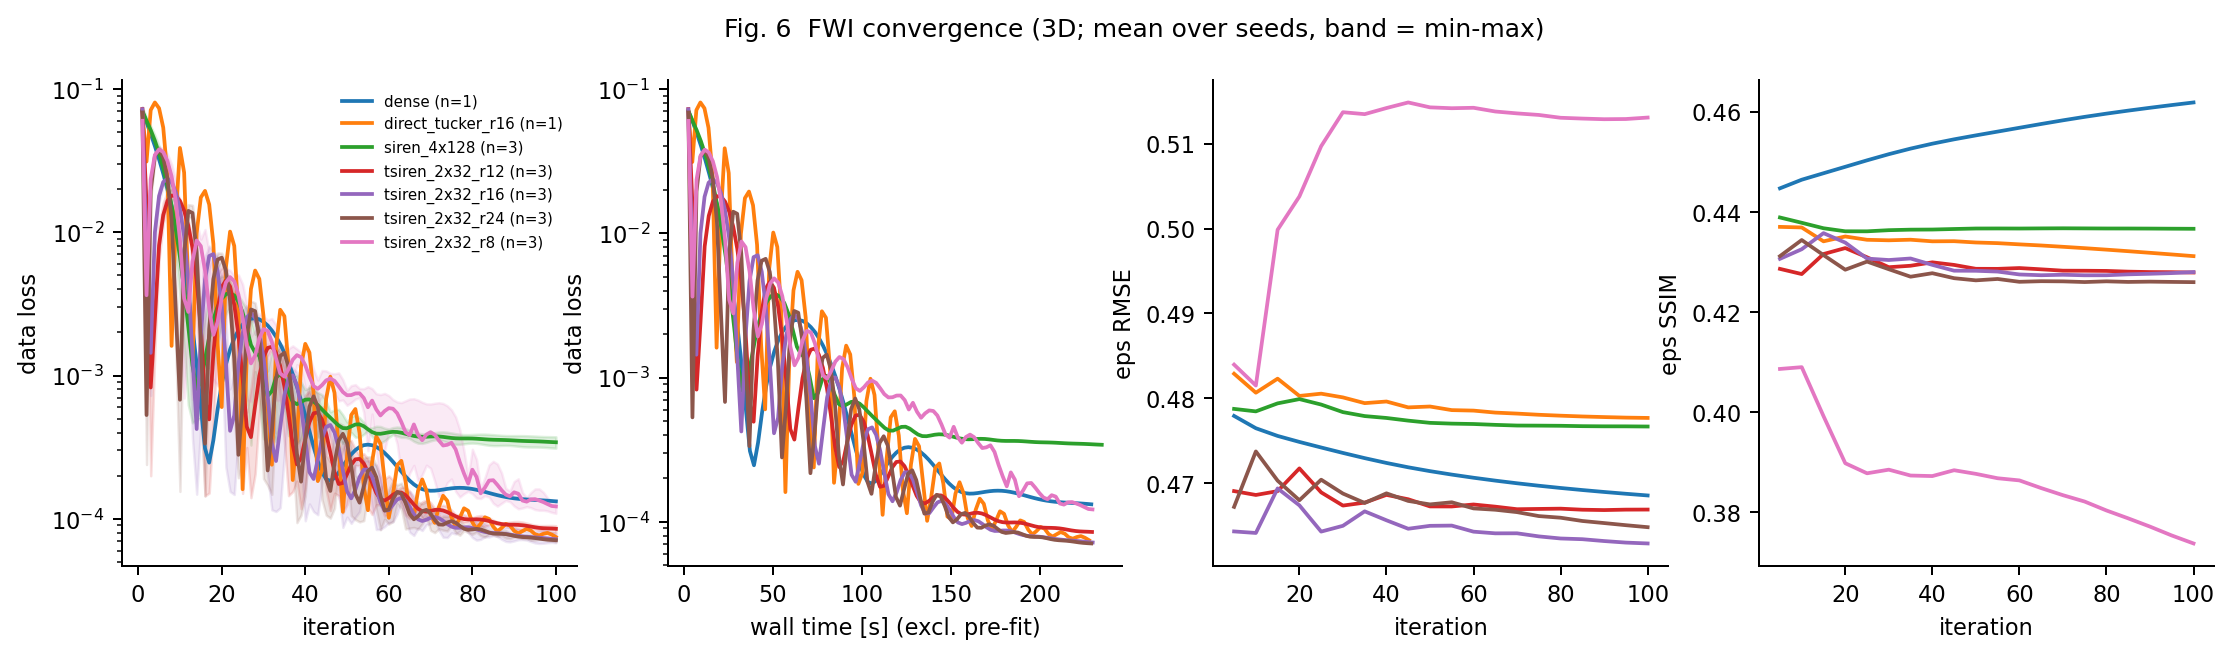 Fig. 6  FWI convergence (3D; mean over seeds, band = min-max)
data loss
10⁻¹
10⁻²
10⁻³
10⁻⁴
dense (n=1)
direct_tucker_r16 (n=1)
siren_4x128 (n=3)
tsiren_2x32_r12 (n=3)
tsiren_2x32_r16 (n=3)
tsiren_2x32_r24 (n=3)
tsiren_2x32_r8 (n=3)
0 20 40 60 80 100
iteration
data loss
10⁻¹
10⁻²
10⁻³
10⁻⁴
0 50 100 150 200
wall time [s] (excl. pre-fit)
eps RMSE
0.51
0.50
0.49
0.48
0.47
20 40 60 80 100
iteration
eps SSIM
0.46
0.44
0.42
0.40
0.38
20 40 60 80 100
iteration